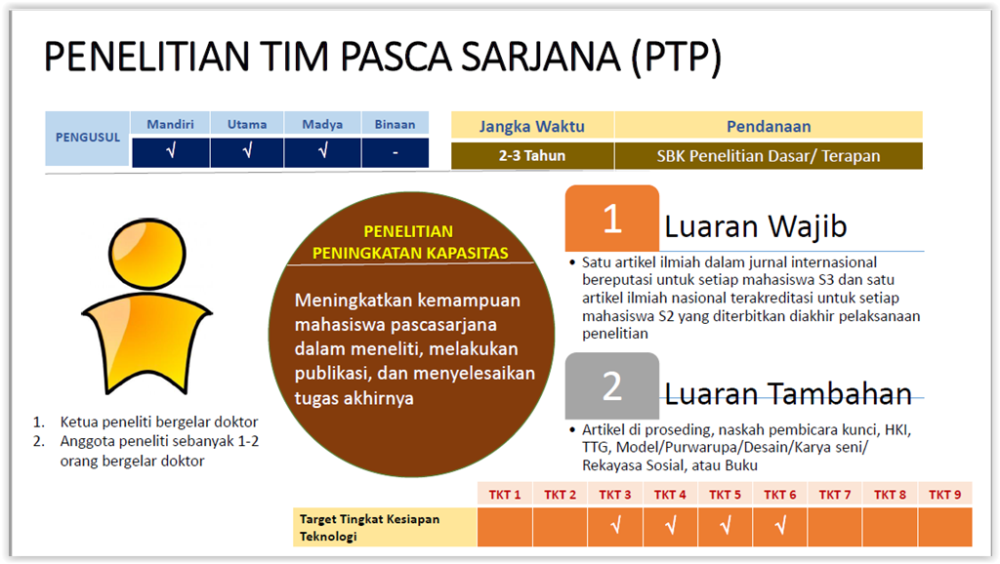 PENELITIAN TIM PASCA SARJANA (PTP)
PENGUSUL
Mandiri Utama Madya Binaan
√ √ √ -
Jangka Waktu Pendanaan
2-3 Tahun SBK Penelitian Dasar/ Terapan
1. Ketua peneliti bergelar doktor
2. Anggota peneliti sebanyak 1-2
orang bergelar doktor
PENELITIAN
PENINGKATAN KAPASITAS
Meningkatkan kemampuan
mahasiswa pascasarjana
dalam meneliti, melakukan
publikasi, dan menyelesaikan
tugas akhirnya
1 Luaran Wajib
• Satu artikel ilmiah dalam jurnal internasional
bereputasi untuk setiap mahasiswa S3 dan satu
artikel ilmiah nasional terakreditasi untuk setiap
mahasiswa S2 yang diterbitkan diakhir pelaksanaan
penelitian
2 Luaran Tambahan
• Artikel di proseding, naskah pembicara kunci, HKI,
TTG, Model/Purwarupa/Desain/Karya seni/
Rekayasa Sosial, atau Buku
TKT 1 TKT 2 TKT 3 TKT 4 TKT 5 TKT 6 TKT 7 TKT 8 TKT 9
Target Tingkat Kesiapan
Teknologi
√ √ √ √